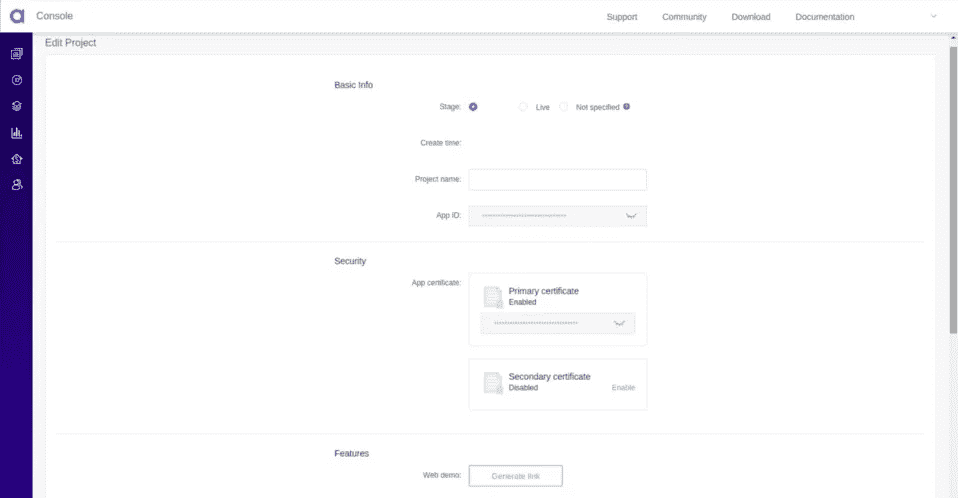 Console Support Community Download Documentation
Edit Project
Basic Info
Stage: Live Not specified ?
Create time:
Project name:
App ID: ********************************
Security
App certificate:
Primary certificate
Enabled
********************************
Secondary certificate
Disabled Enable
Features
Web demo: Generate link